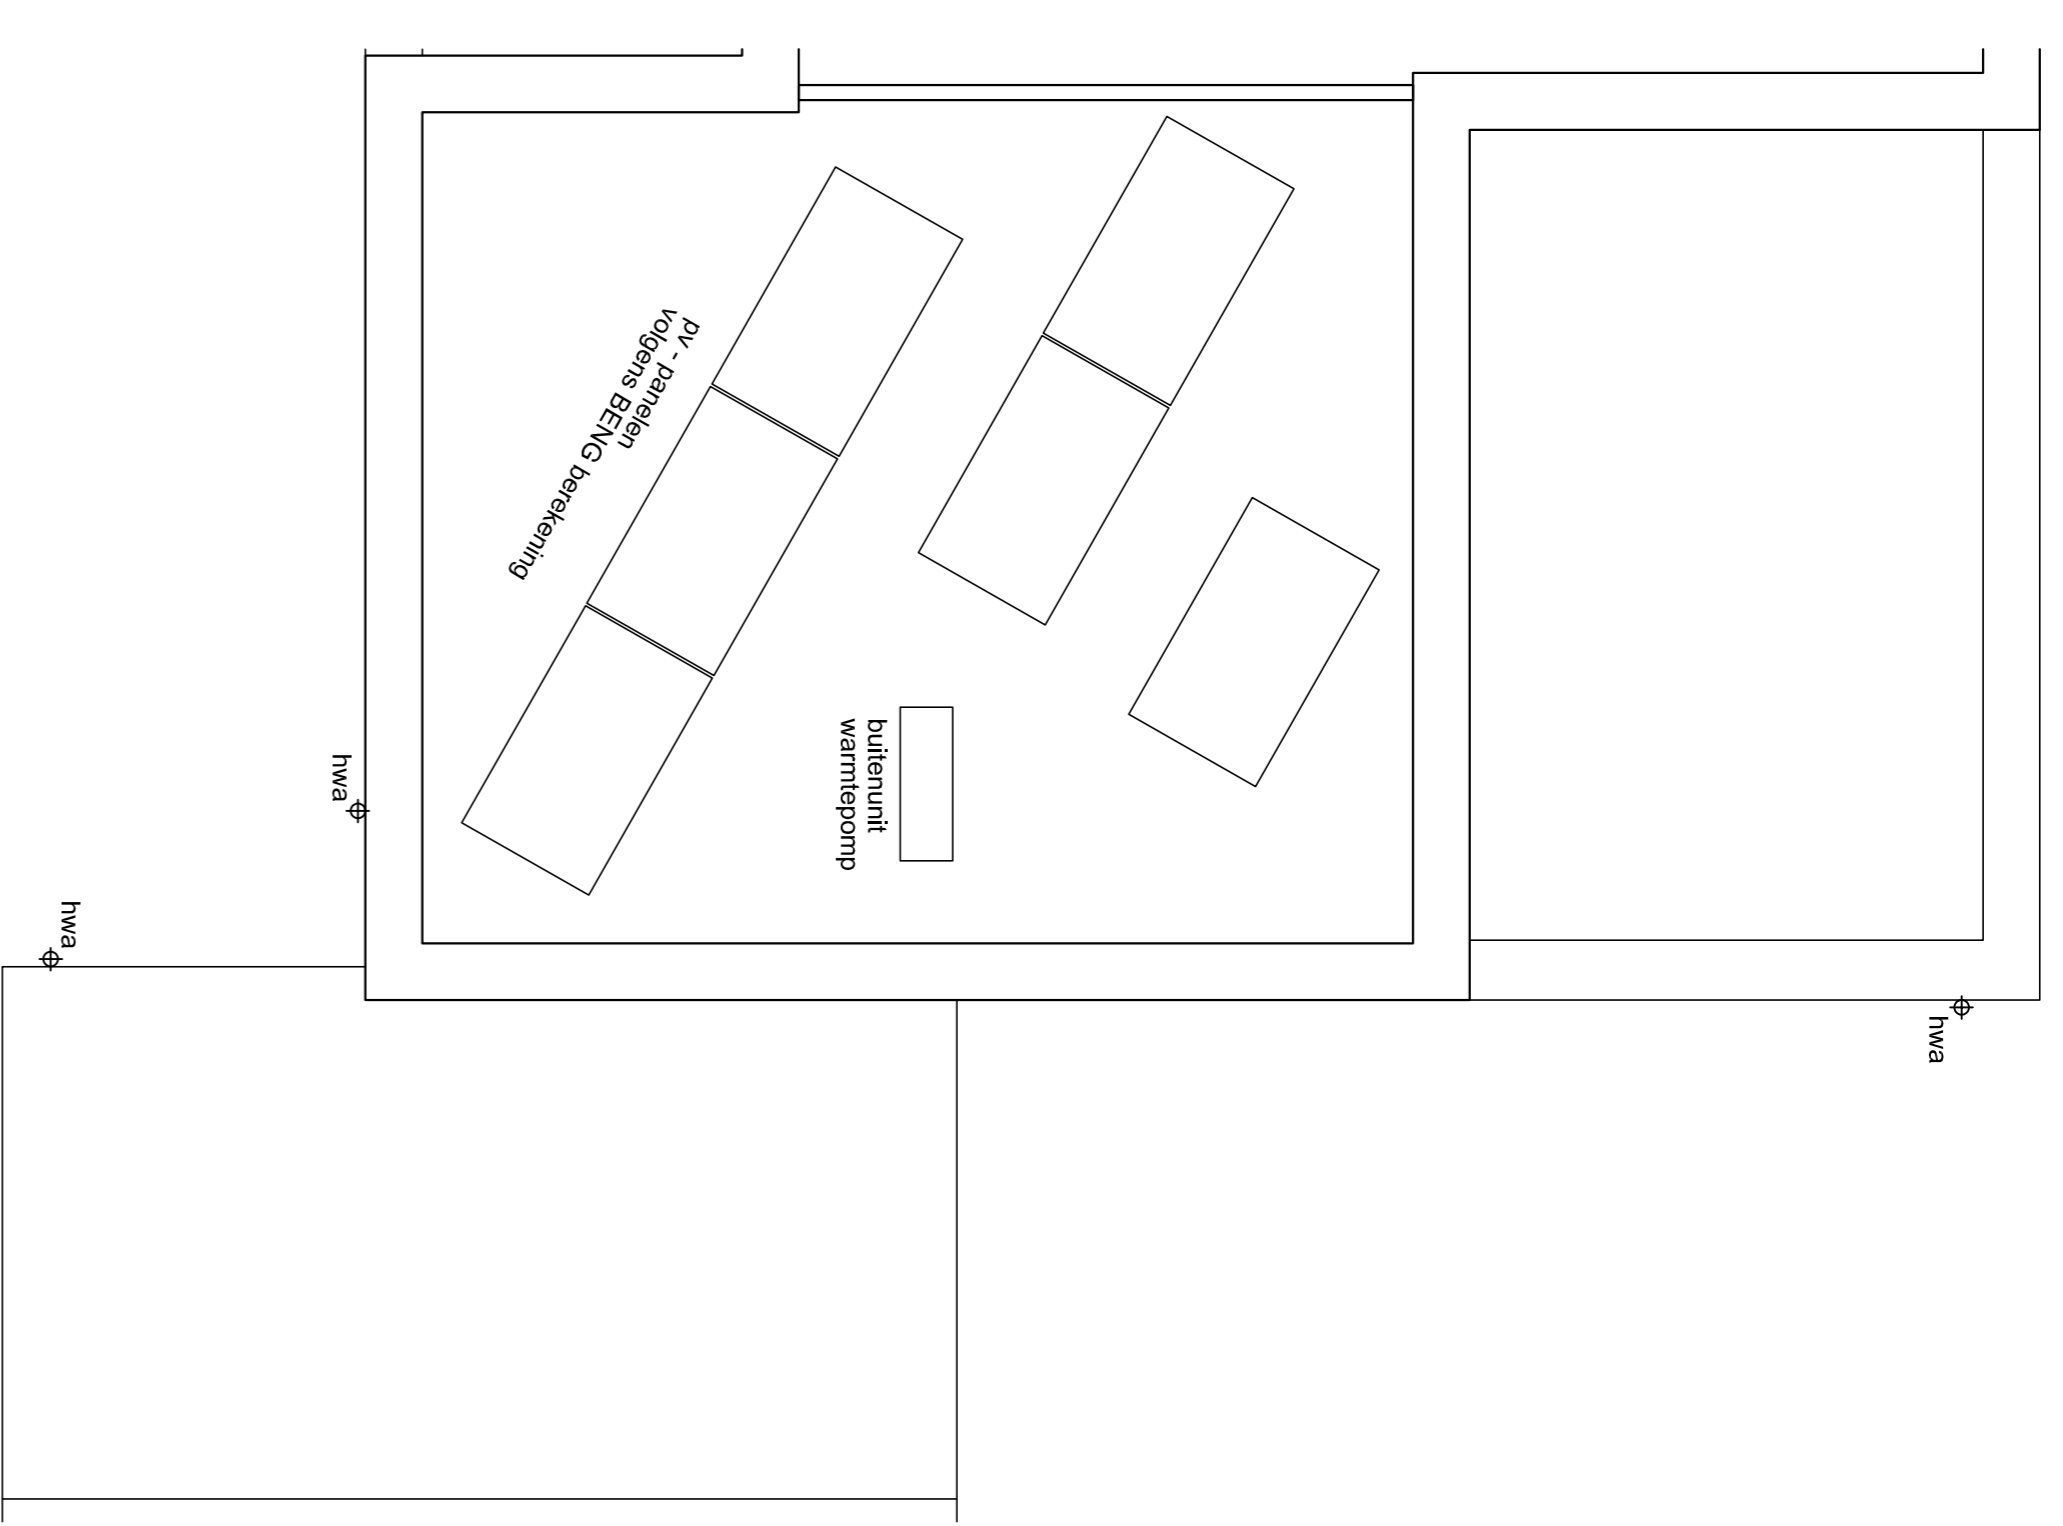 pv - panelen
volgens BENG berekening
buitenunit
warmtepomp
hwa
hwa
hwa